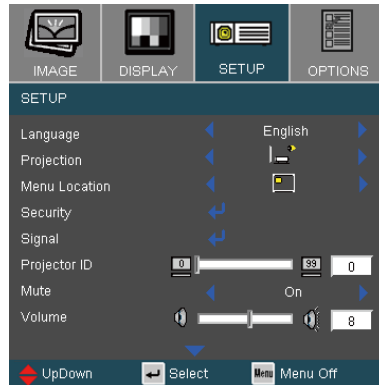 IMAGE DISPLAY SETUP OPTIONS
SETUP
Language English
Projection
Menu Location
Security
Signal
Projector ID 0 99 0
Mute On
Volume 8
UpDown Select Menu Menu Off